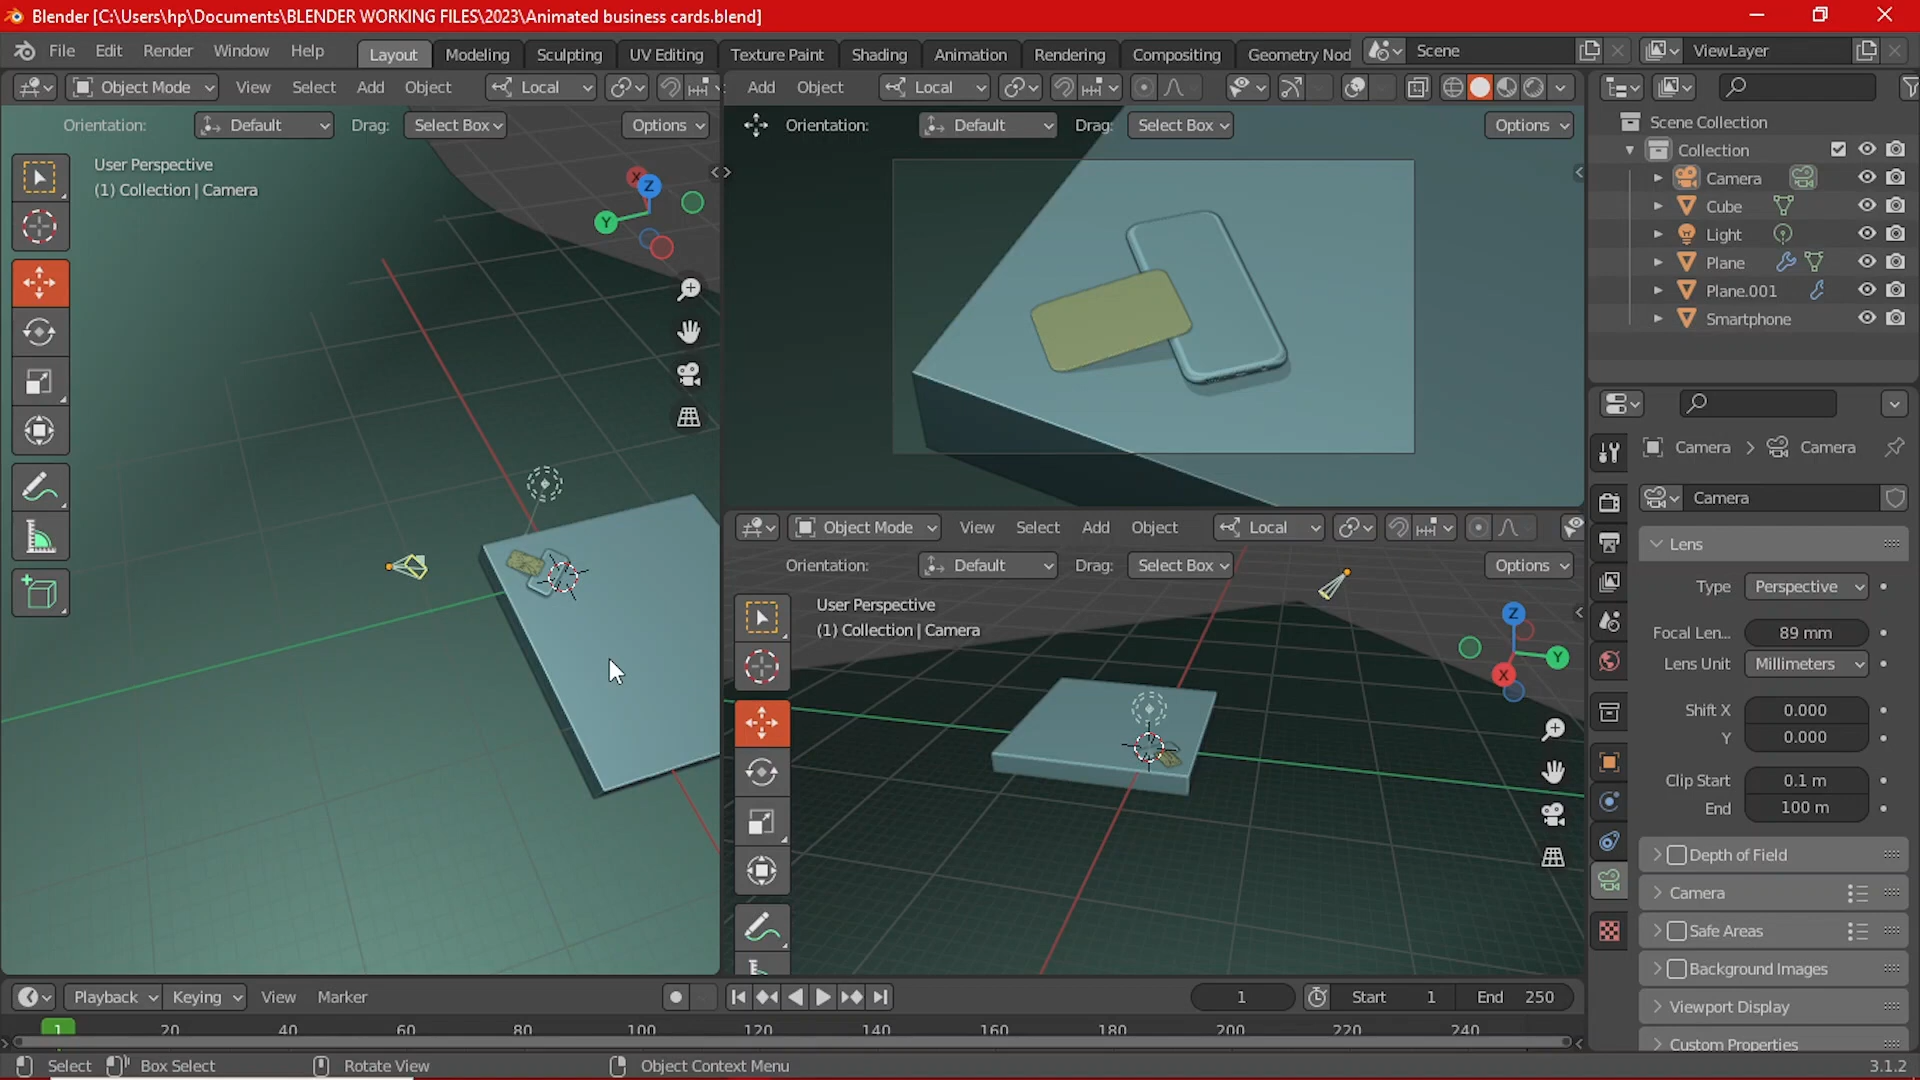 Blender [C:\Users\hp\Documents\BLENDER WORKING FILES\2023\Animated business cards.blend]
File Edit Render Window Help Layout Modeling Sculpting UV Editing Texture Paint Shading Animation Rendering Compositing Geometry Nod Scene ViewLayer
Object Mode View Select Add Object Local
Add Object Local
Orientation: Default Drag: Select Box Options
Orientation: Default Drag: Select Box Options
User Perspective
(1) Collection | Camera
X
Z
Y
Scene Collection
Collection
Camera
Cube
Light
Plane
Plane.001
Smartphone
Object Mode View Select Add Object Local
Orientation: Default Drag: Select Box Options
User Perspective
(1) Collection | Camera
Z
Y
X
Camera > Camera
Camera
Lens
Type Perspective
Focal Len... 89 mm
Lens Unit Millimeters
Shift X 0.000
Y 0.000
Clip Start 0.1 m
End 100 m
Depth of Field
Camera
Safe Areas
Background Images
Viewport Display
Custom Properties
Playback Keying View Marker 1 Start 1 End 250
1 20 40 60 80 100 120 140 160 180 200 220 240
Select Box Select Rotate View Object Context Menu 3.1.2